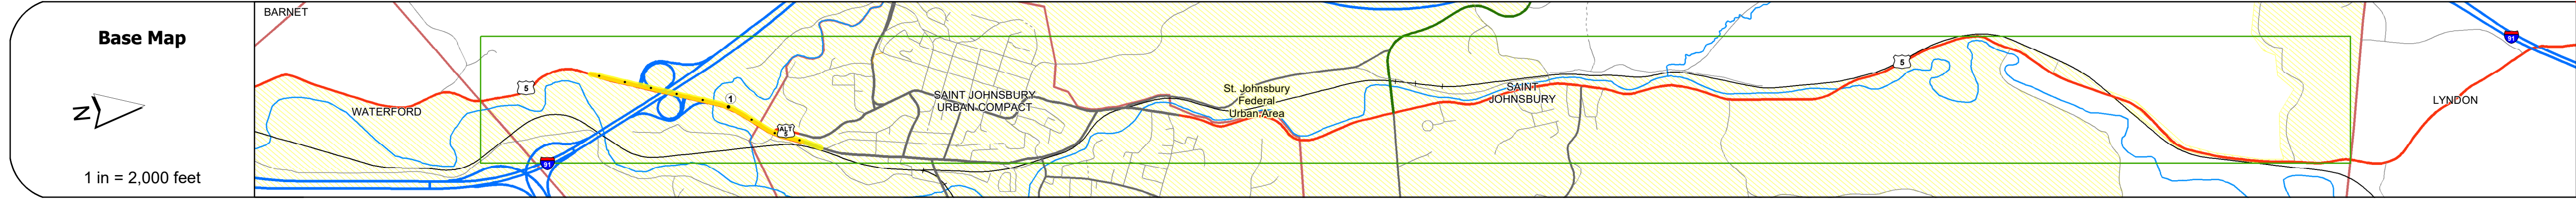 Base Map
N
1 in = 2,000 feet
BARNET
5
WATERFORD
91
1
ALT
5
SAINT JOHNSBURY
URBAN COMPACT
St. Johnsbury
Federal
Urban Area
SAINT
JOHNSBURY
5
91
LYNDON